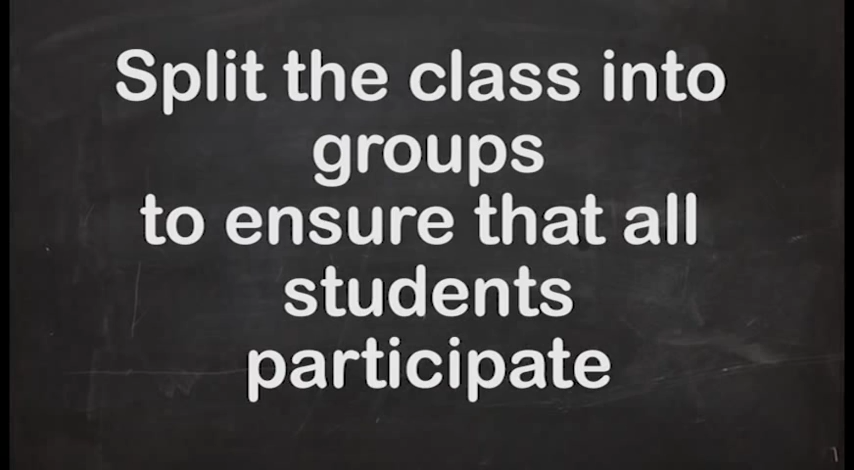 Split the class into
groups
to ensure that all
students
participate